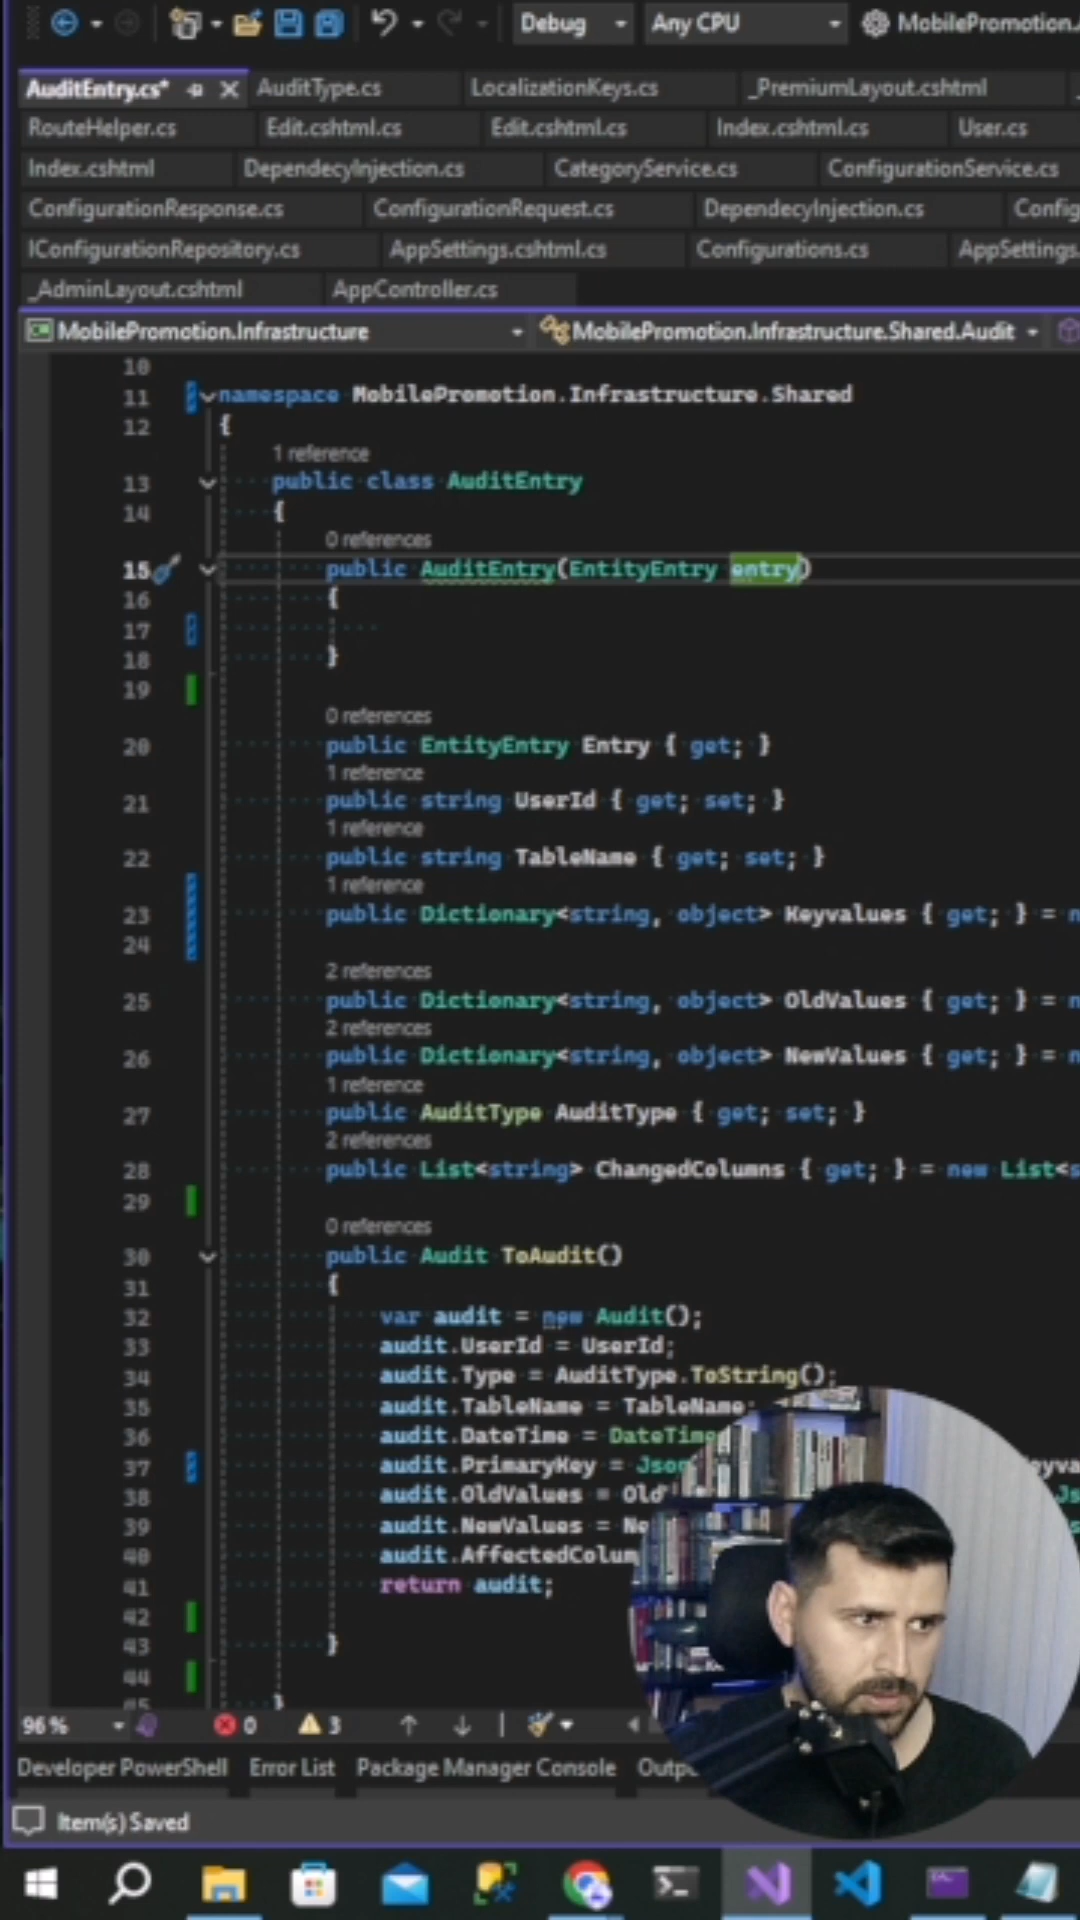 Debug Any CPU MobilePromotion.
AuditEntry.cs* AuditType.cs LocalizationKeys.cs _PremiumLayout.cshtml
RouteHelper.cs Edit.cshtml.cs Edit.cshtml.cs Index.cshtml.cs User.cs
Index.cshtml DependecyInjection.cs CategoryService.cs ConfigurationService.cs
ConfigurationResponse.cs ConfigurationRequest.cs DependecyInjection.cs Config
IConfigurationRepository.cs AppSettings.cshtml.cs Configurations.cs AppSettings.
_AdminLayout.cshtml AppController.cs
MobilePromotion.Infrastructure MobilePromotion.Infrastructure.Shared.Audit
10
11 namespace MobilePromotion.Infrastructure.Shared
12 {
1 reference
13 public class AuditEntry
14 {
0 references
15 public AuditEntry(EntityEntry entry)
16 {
17
18 }
19
0 references
20 public EntityEntry Entry { get; }
1 reference
21 public string UserId { get; set; }
1 reference
22 public string TableName { get; set; }
1 reference
23 public Dictionary<string, object> Keyvalues { get; } = n
24
2 references
25 public Dictionary<string, object> OldValues { get; } = n
2 references
26 public Dictionary<string, object> NewValues { get; } = n
1 reference
27 public AuditType AuditType { get; set; }
2 references
28 public List<string> ChangedColumns { get; } = new List<s
29
0 references
30 public Audit ToAudit()
31 {
32 var audit = new Audit();
33 audit.UserId = UserId;
34 audit.Type = AuditType.ToString();
35 audit.TableName = TableName;
36 audit.DateTime = DateTime
37 audit.PrimaryKey = Json eyva
38 audit.OldValues = Old Js
39 audit.NewValues = Ne s
40 audit.AffectedColum
41 return audit;
42
43 }
44
45 }
96 % 0 3
Developer PowerShell Error List Package Manager Console Outp
Item(s) Saved